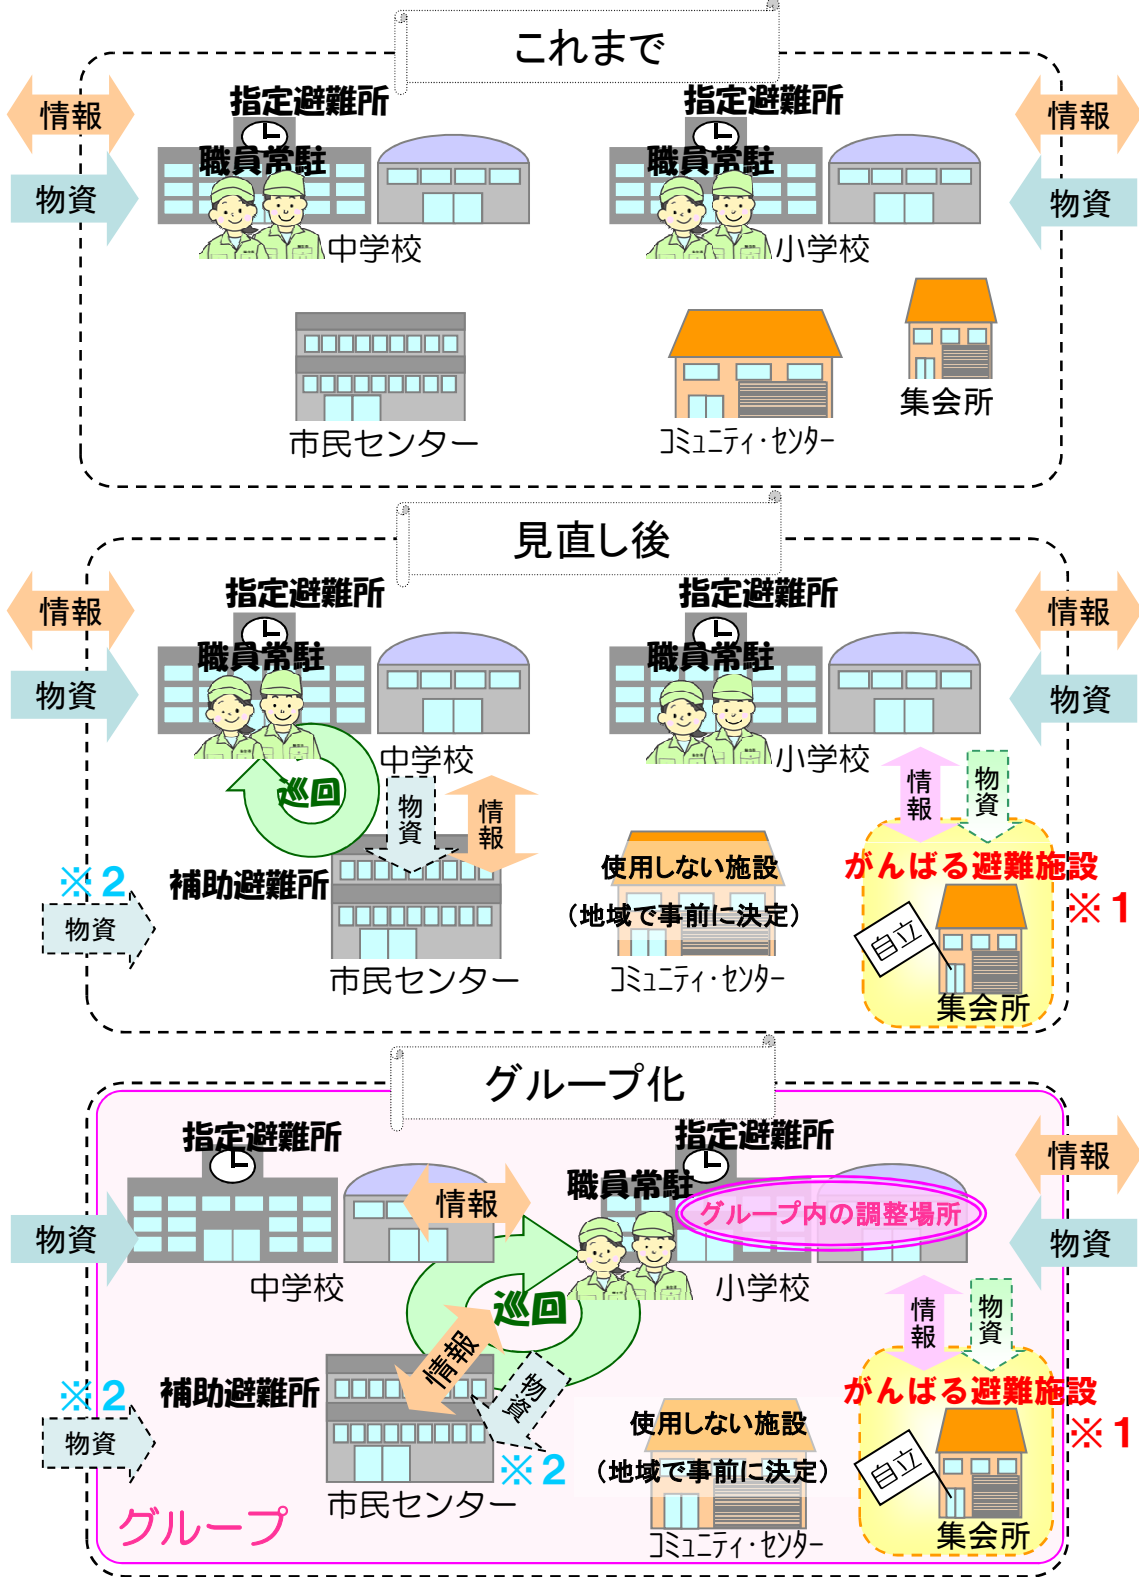 これまで
指定避難所
指定避難所
情報
情報
職員常駐
職員常駐
物資
物資
中学校
小学校
集会所
市民センター
コミュニティ・センター
見直し後
指定避難所
指定避難所
情報
情報
職員常駐
職員常駐
物資
物資
中学校
小学校
巡回
物資
情報
情報
物資
使用しない施設
がんばる避難施設
※2
補助避難所
※1
（地域で事前に決定）
物資
自立
市民センター
コミュニティ・センター
集会所
グループ化
指定避難所
指定避難所
情報
職員常駐
情報
グループ内の調整場所
物資
物資
中学校
小学校
巡回
情報
物資
情報
物資
※2
補助避難所
がんばる避難施設
※1
使用しない施設
物資
（地域で事前に決定）
自立
※2
市民センター
グループ
集会所
コミュニティ・センター